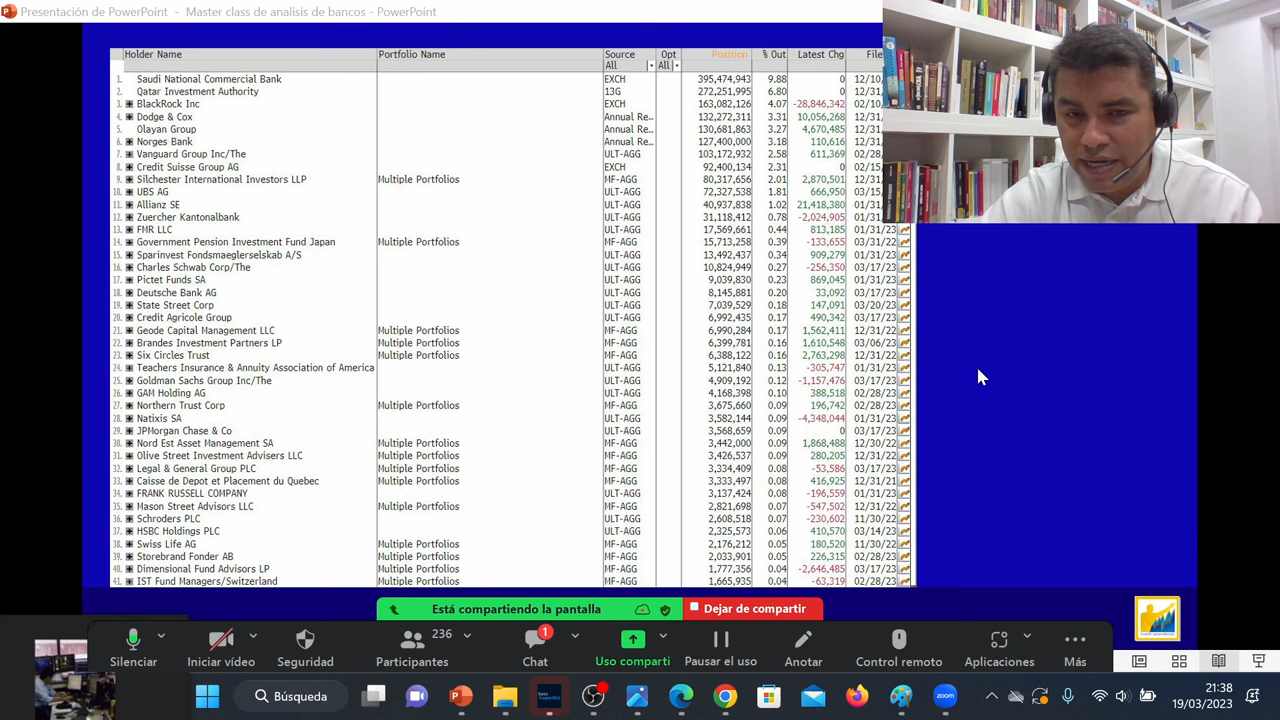 Presentación de PowerPoint - Master class de analisis de bancos - PowerPoint
Holder Name Portfolio Name Source Opt Position % Out Latest Chg File
All All
1. Saudi National Commercial Bank EXCH 395,474,943 9.88 0 12/10/
2. Qatar Investment Authority 13G 272,251,995 6.80 0 12/31/
3. BlackRock Inc EXCH 163,082,126 4.07 -28,846,342 02/10/
4. Dodge & Cox Annual Re... 132,272,311 3.31 10,056,268 12/31/
5. Olayan Group Annual Re... 130,681,863 3.27 4,670,485 12/31/
6. Norges Bank Annual Re... 127,400,000 3.18 110,616 12/31/
7. Vanguard Group Inc/The ULT-AGG 103,172,932 2.58 611,369 02/28/
8. Credit Suisse Group AG EXCH 92,400,134 2.31 0 02/15/
9. Silchester International Investors LLP Multiple Portfolios MF-AGG 80,317,656 2.01 2,870,501 12/31/
10. UBS AG ULT-AGG 72,327,538 1.81 666,950 03/15/
11. Allianz SE ULT-AGG 40,937,838 1.02 21,418,380 01/31/
12. Zuercher Kantonalbank ULT-AGG 31,118,412 0.78 -2,024,905 01/31/
13. FMR LLC ULT-AGG 17,569,661 0.44 813,185 01/31/23
14. Government Pension Investment Fund Japan Multiple Portfolios MF-AGG 15,713,258 0.39 -133,655 03/31/22
15. Sparinvest Fondsmaeglerselskab A/S ULT-AGG 13,492,437 0.34 909,279 01/31/23
16. Charles Schwab Corp/The ULT-AGG 10,824,949 0.27 -256,350 03/17/23
17. Pictet Funds SA ULT-AGG 9,039,830 0.23 869,045 01/31/23
18. Deutsche Bank AG ULT-AGG 8,145,881 0.20 33,092 03/17/23
19. State Street Corp ULT-AGG 7,039,529 0.18 147,091 03/20/23
20. Credit Agricole Group ULT-AGG 6,992,435 0.17 490,342 03/17/23
21. Geode Capital Management LLC Multiple Portfolios MF-AGG 6,990,284 0.17 1,562,411 12/31/22
22. Brandes Investment Partners LP Multiple Portfolios MF-AGG 6,399,781 0.16 1,610,548 03/06/23
23. Six Circles Trust Multiple Portfolios MF-AGG 6,388,122 0.16 2,763,298 12/31/22
24. Teachers Insurance & Annuity Association of America ULT-AGG 5,121,840 0.13 -305,747 01/31/23
25. Goldman Sachs Group Inc/The ULT-AGG 4,909,192 0.12 -1,157,476 03/17/23
26. GAM Holding AG ULT-AGG 4,168,398 0.10 388,518 02/28/23
27. Northern Trust Corp Multiple Portfolios MF-AGG 3,675,660 0.09 196,742 02/28/23
28. Natixis SA ULT-AGG 3,582,144 0.09 -4,348,044 01/31/23
29. JPMorgan Chase & Co ULT-AGG 3,568,659 0.09 0 03/17/23
30. Nord Est Asset Management SA Multiple Portfolios MF-AGG 3,442,000 0.09 1,868,488 12/30/22
31. Olive Street Investment Advisers LLC Multiple Portfolios MF-AGG 3,426,537 0.09 280,205 02/28/23
32. Legal & General Group PLC Multiple Portfolios MF-AGG 3,334,409 0.08 -53,586 03/17/23
33. Caisse de Depot et Placement du Quebec Multiple Portfolios MF-AGG 3,333,497 0.08 416,925 12/31/21
34. FRANK RUSSELL COMPANY ULT-AGG 3,137,424 0.08 -196,559 01/31/23
35. Mason Street Advisors LLC Multiple Portfolios MF-AGG 2,821,698 0.07 -547,502 12/31/22
36. Schroders PLC ULT-AGG 2,608,518 0.07 -230,602 11/30/22
37. HSBC Holdings PLC ULT-AGG 2,325,573 0.06 410,570 03/14/23
38. Swiss Life AG Multiple Portfolios MF-AGG 2,176,212 0.05 180,520 11/30/22
39. Storebrand Fonder AB Multiple Portfolios MF-AGG 2,033,901 0.05 226,315 02/28/23
40. Dimensional Fund Advisors LP Multiple Portfolios MF-AGG 1,777,356 0.04 -2,646,485 03/17/23
41. IST Fund Managers/Switzerland Multiple Portfolios MF-AGG 1,665,935 0.04 -63,319 02/28/23
Está compartiendo la pantalla Dejar de compartir
236 1
Silenciar Iniciar vídeo Seguridad Participantes Chat Uso comparti Pausar el uso Anotar Control remoto Aplicaciones Más
Búsqueda zoom 21:38
19/03/2023